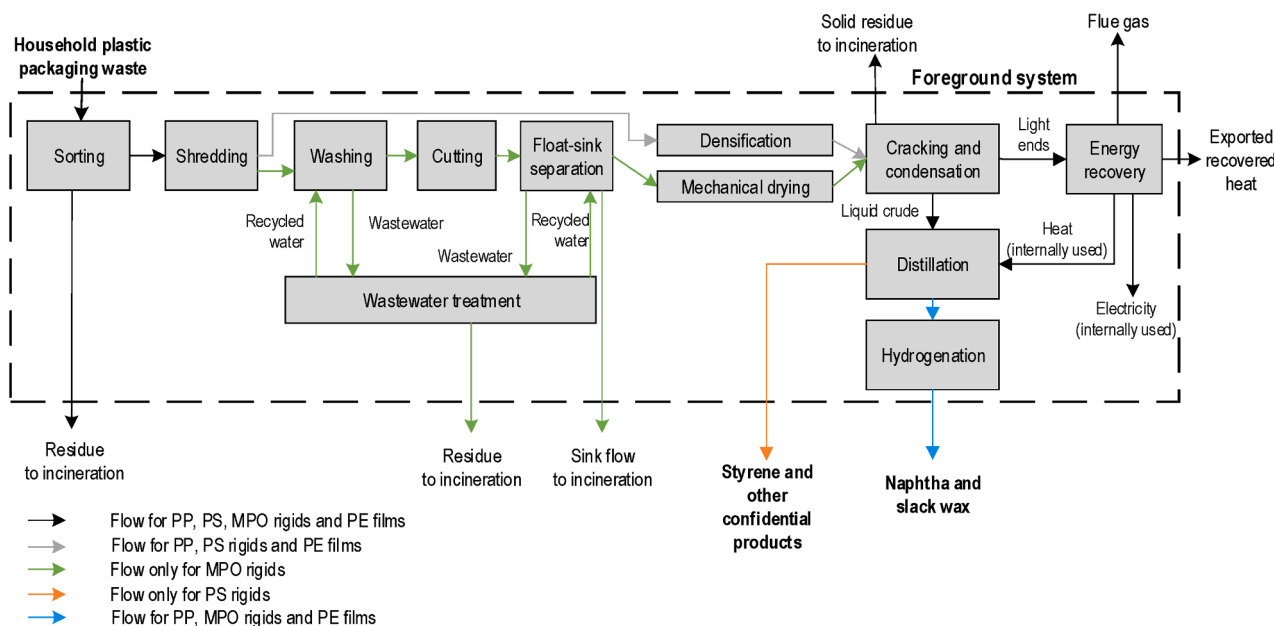 Household plastic
packaging waste
Solid residue
to incineration
Flue gas
Foreground system
Sorting
Shredding
Washing
Cutting
Float-sink
separation
Densification
Mechanical drying
Cracking and
condensation
Light
ends
Energy
recovery
Exported
recovered
heat
Recycled
water
Wastewater
Wastewater
Recycled
water
Liquid crude
Heat
(internally used)
Distillation
Wastewater treatment
Electricity
(internally used)
Hydrogenation
Residue
to incineration
Residue
to incineration
Sink flow
to incineration
Styrene and
other
confidential
products
Naphtha and
slack wax
Flow for PP, PS, MPO rigids and PE films
Flow for PP, PS rigids and PE films
Flow only for MPO rigids
Flow only for PS rigids
Flow for PP, MPO rigids and PE films